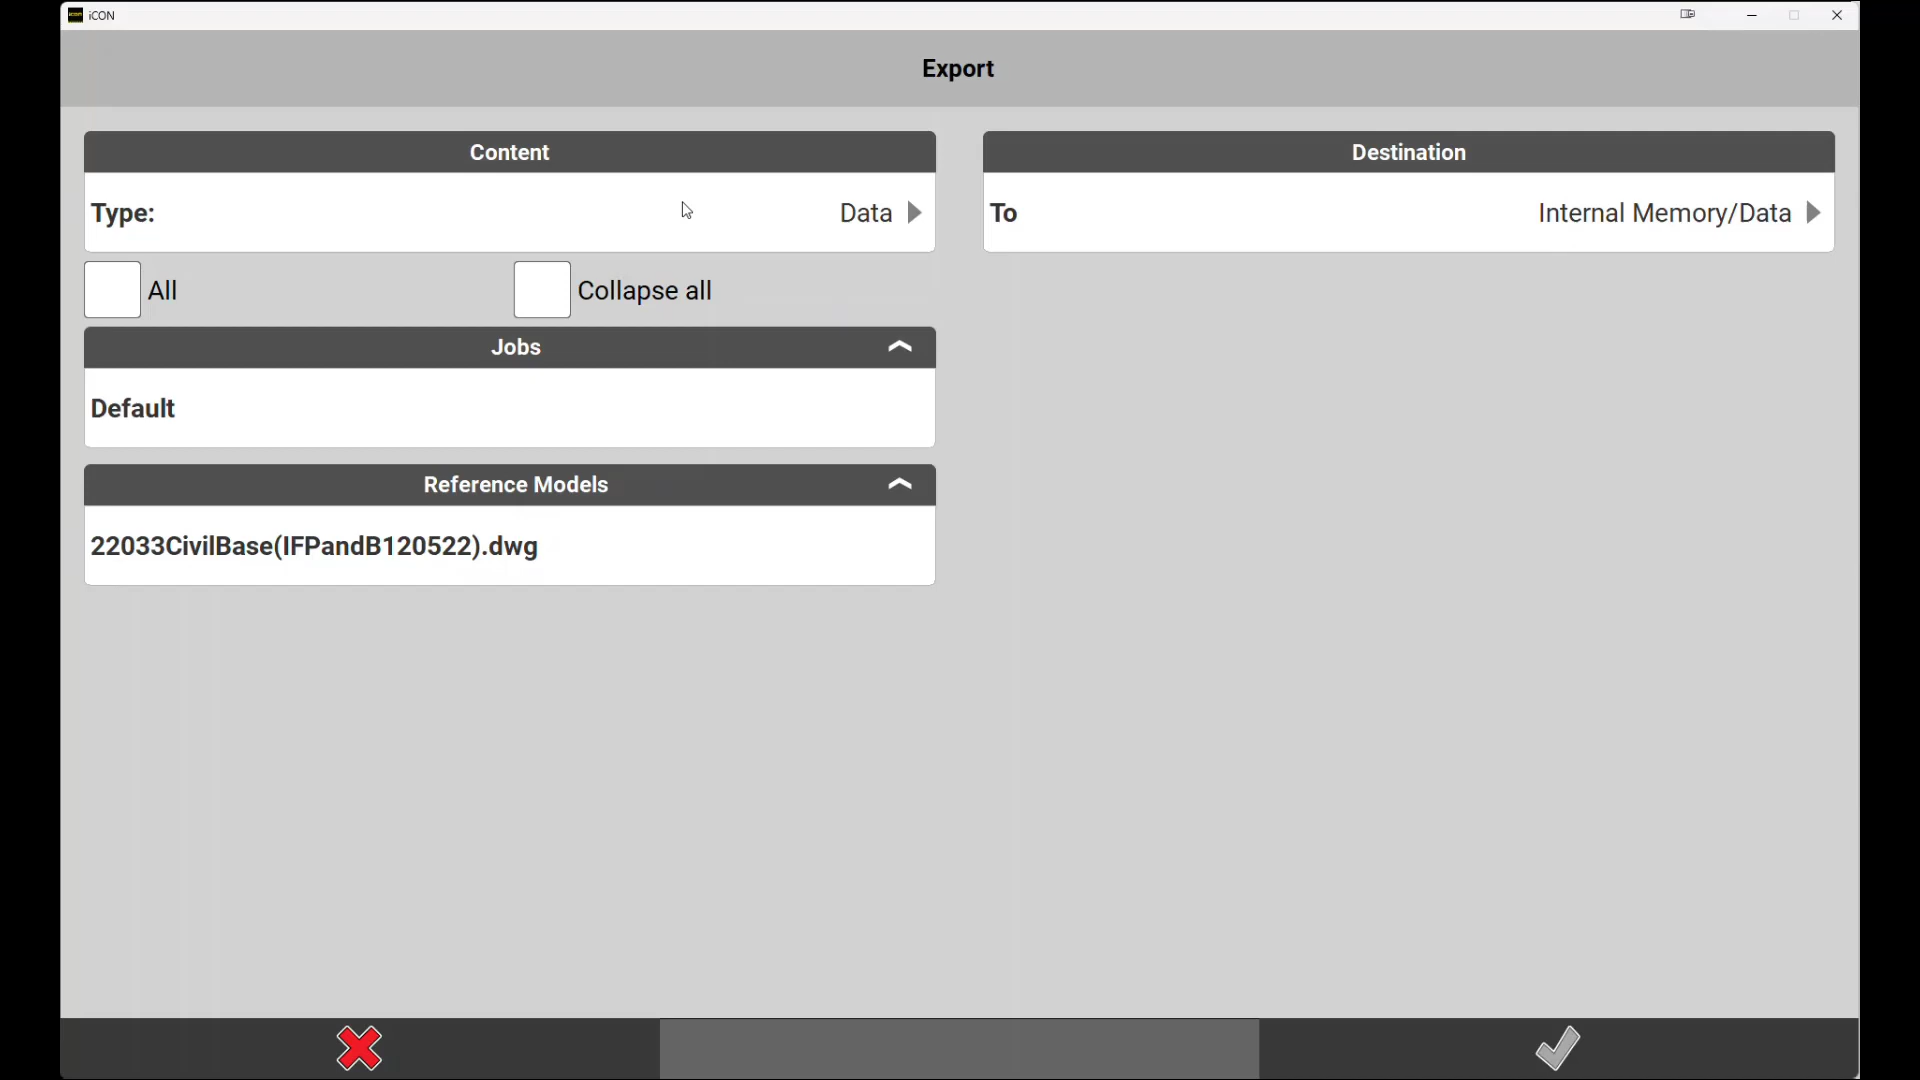 iCON
Export
Content
Type: Data
All
Collapse all
Jobs
Default
Reference Models
22033CivilBase(IFPandB120522).dwg
Destination
To Internal Memory/Data